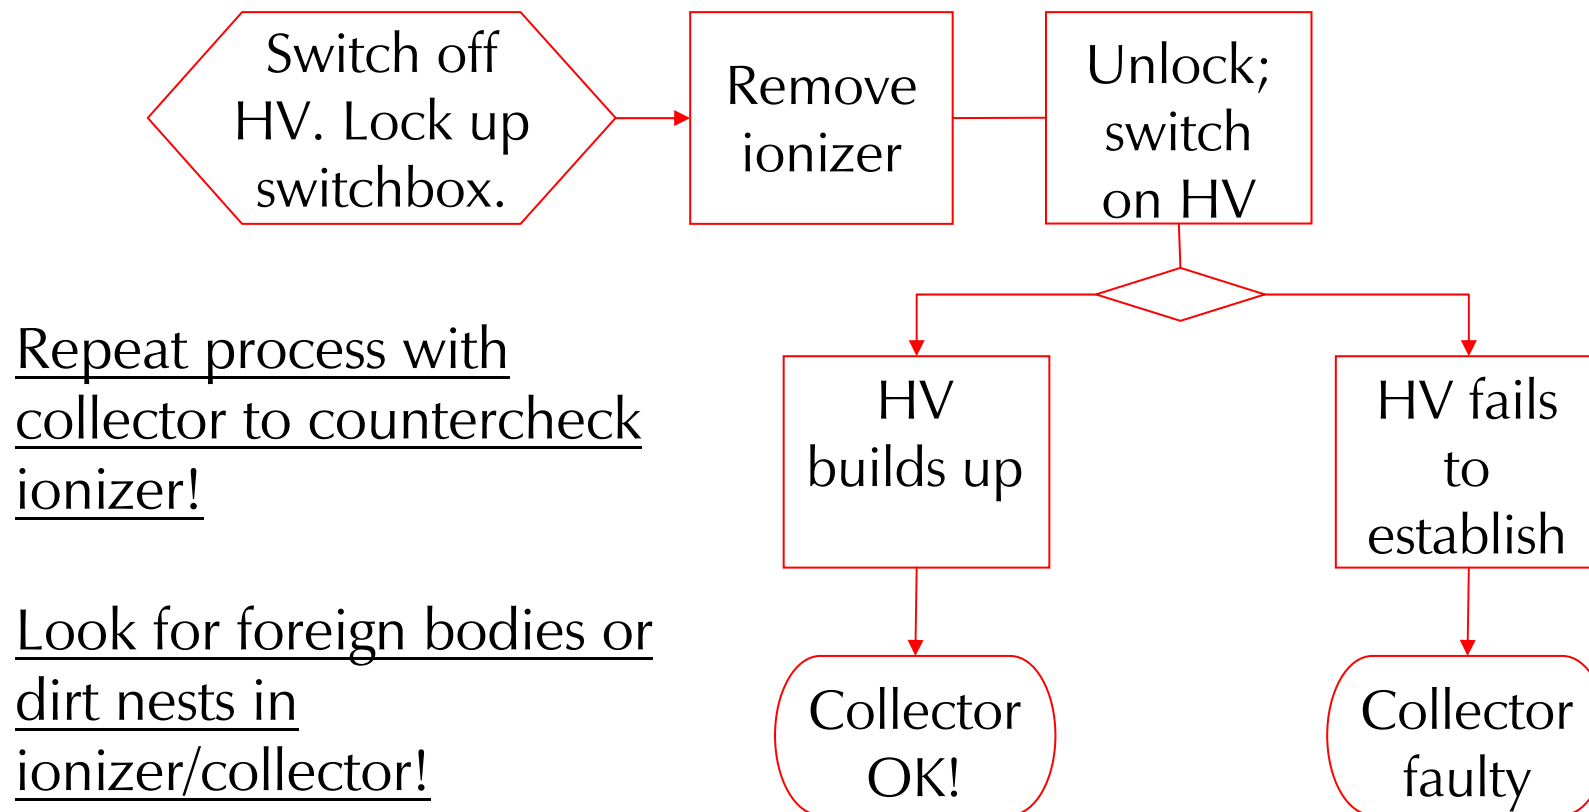 Switch off
HV. Lock up
switchbox.
Remove
ionizer
Unlock;
switch
on HV
Repeat process with
collector to countercheck
ionizer!
Look for foreign bodies or
dirt nests in
ionizer/collector!
HV
builds up
HV fails
to
establish
Collector
OK!
Collector
faulty